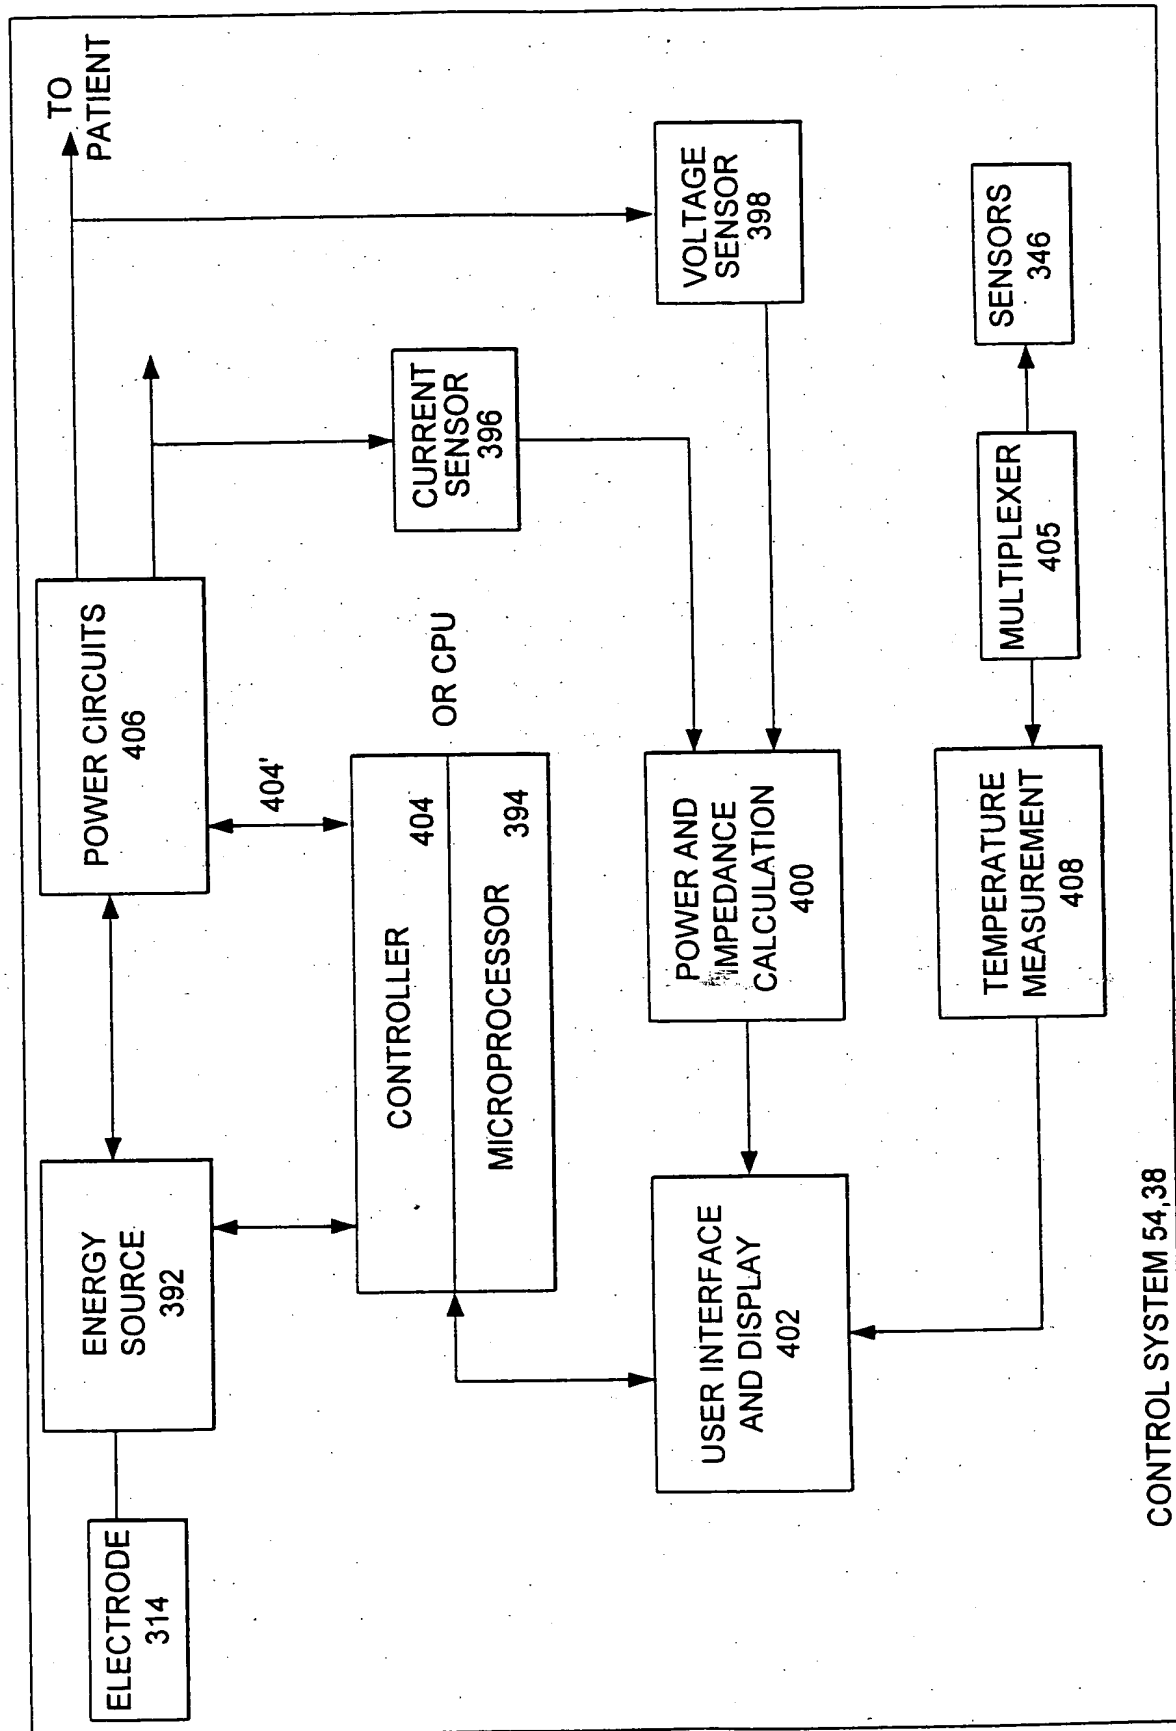 ELECTRODE
314
ENERGY
SOURCE
392
POWER CIRCUITS
406
TO
PATIENT
404'
CONTROLLER
404
MICROPROCESSOR
394
OR CPU
CURRENT
SENSOR
396
VOLTAGE
SENSOR
398
USER INTERFACE
AND DISPLAY
402
POWER AND
IMPEDANCE
CALCULATION
400
TEMPERATURE
MEASUREMENT
408
MULTIPLEXER
405
SENSORS
346
CONTROL SYSTEM 54,38